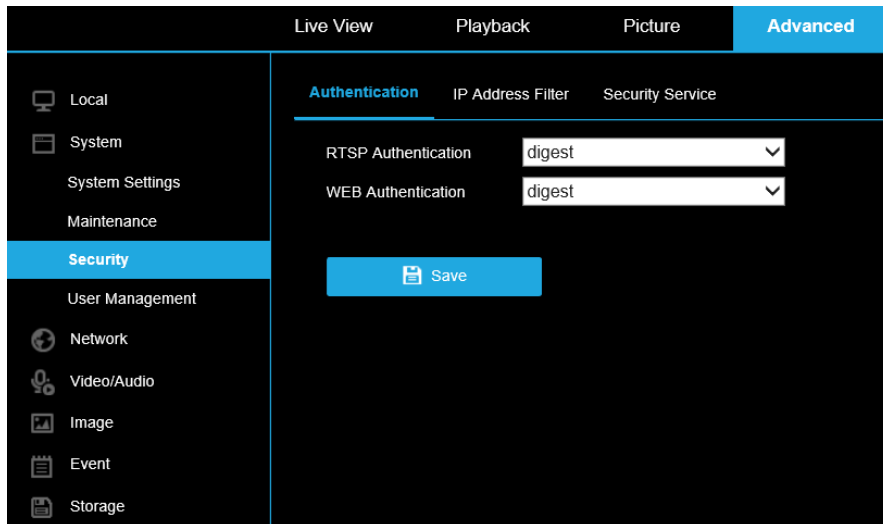 Live View Playback Picture Advanced
Local
System
System Settings
Maintenance
Security
User Management
Network
Video/Audio
Image
Event
Storage
Authentication IP Address Filter Security Service
RTSP Authentication digest
WEB Authentication digest
Save